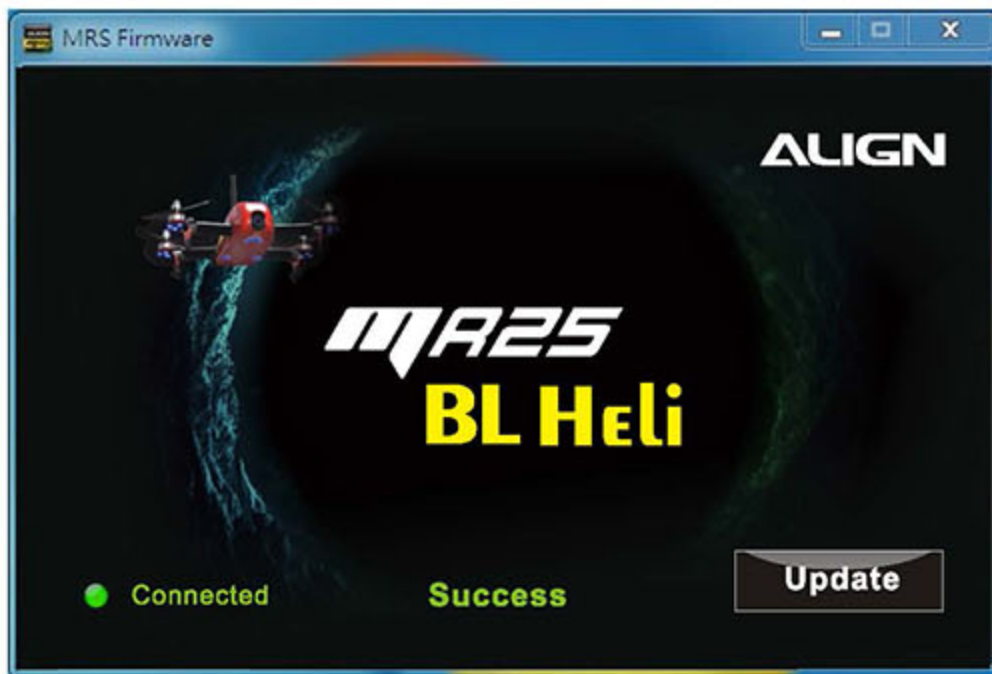 MRS Firmware
ALIGN
MR25
BL Heli
Connected
Success
Update